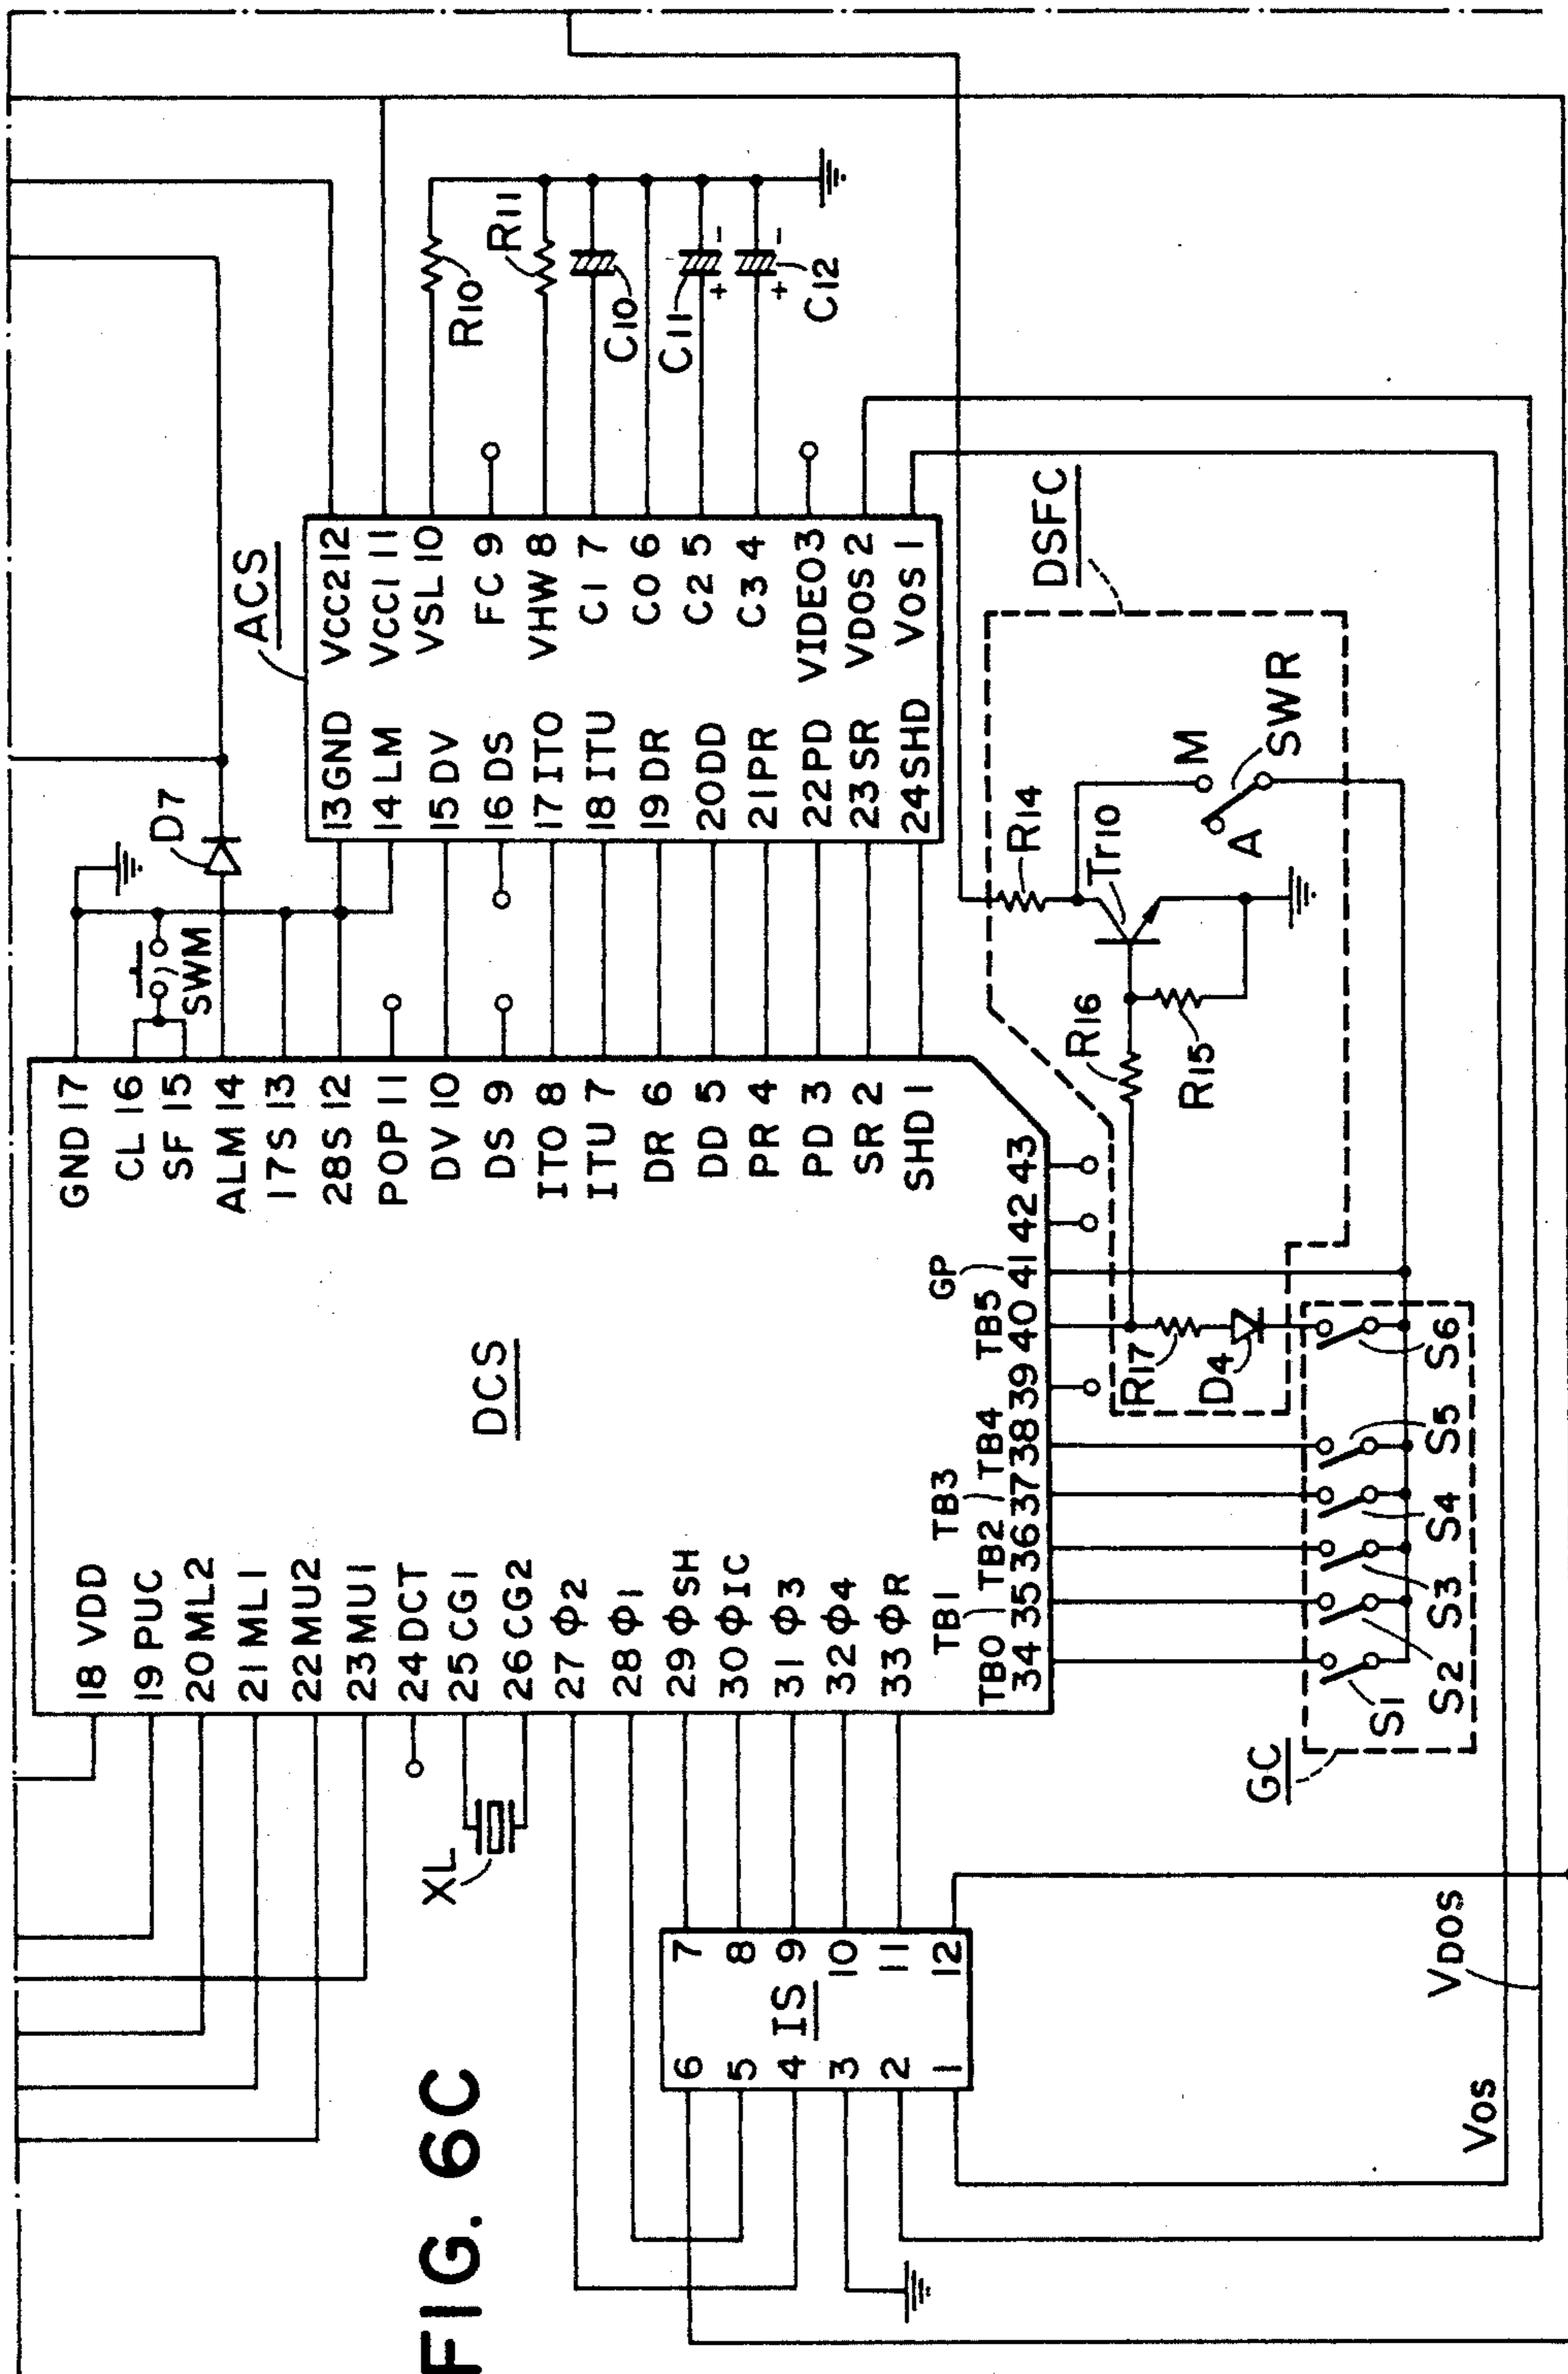 FIG. 6C
ACS
VCC2 12
VCC1 11
VSL 10
FC 9
VHW 8
C1 7
C0 6
C2 5
C3 4
VIDEO 3
VDOS 2
VOS 1
13 GND
14 LM
15 DV
16 DS
17 ITO
18 ITU
19 DR
20 DD
21 PR
22 PD
23 SR
24 SHD
R10
R11
C10
C11
C12
+ -
+ -
D7
SWM
DCS
GND 17
CL 16
SF 15
ALM 14
17S 13
28S 12
POP 11
DV 10
DS 9
ITO 8
ITU 7
DR 6
DD 5
PR 4
PD 3
SR 2
SHD 1
18 VDD
19 PUC
20 ML2
21 ML1
22 MU2
23 MU1
24 DCT
25 CG1
26 CG2
27 Φ2
28 Φ1
29 ΦSH
30 ΦIC
31 Φ3
32 Φ4
33 ΦR
TB0 TB1 TB2 TB3 TB4 TB5 GP
34 35 36 37 38 39 40 41 42 43
XL
IS
7
8
9
10
11
12
6
5
4
3
2
1
DSFC
R14
Tr10
M
A
SWR
R16
R15
R17
D4
GC
S1
S2
S3
S4
S5
S6
VDOS
VOS